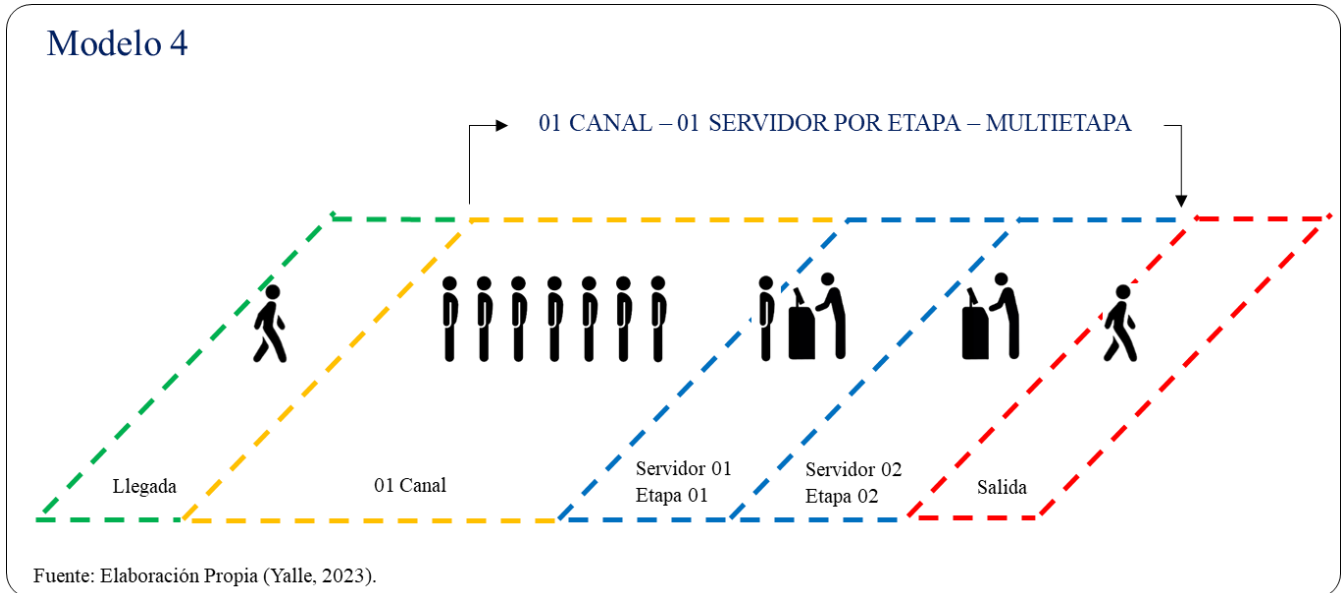 Modelo 4
01 CANAL – 01 SERVIDOR POR ETAPA – MULTIETAPA
Llegada
01 Canal
Servidor 01
Etapa 01
Servidor 02
Etapa 02
Salida
Fuente: Elaboración Propia (Yalle, 2023).